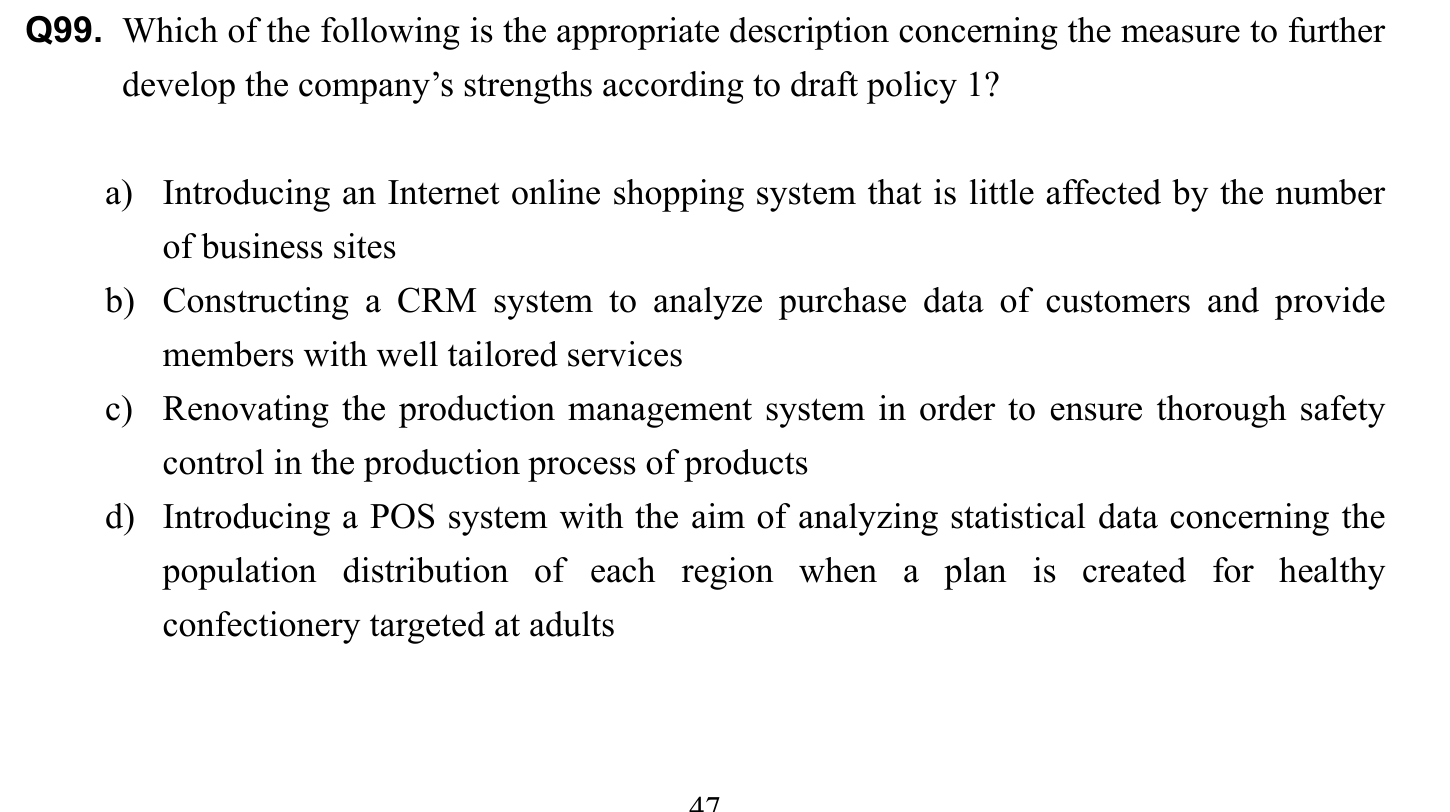 Q99. Which of the following is the appropriate description concerning the measure to further
develop the company’s strengths according to draft policy 1?
a) Introducing an Internet online shopping system that is little affected by the number
of business sites
b) Constructing a CRM system to analyze purchase data of customers and provide
members with well tailored services
c) Renovating the production management system in order to ensure thorough safety
control in the production process of products
d) Introducing a POS system with the aim of analyzing statistical data concerning the
population distribution of each region when a plan is created for healthy
confectionery targeted at adults
47